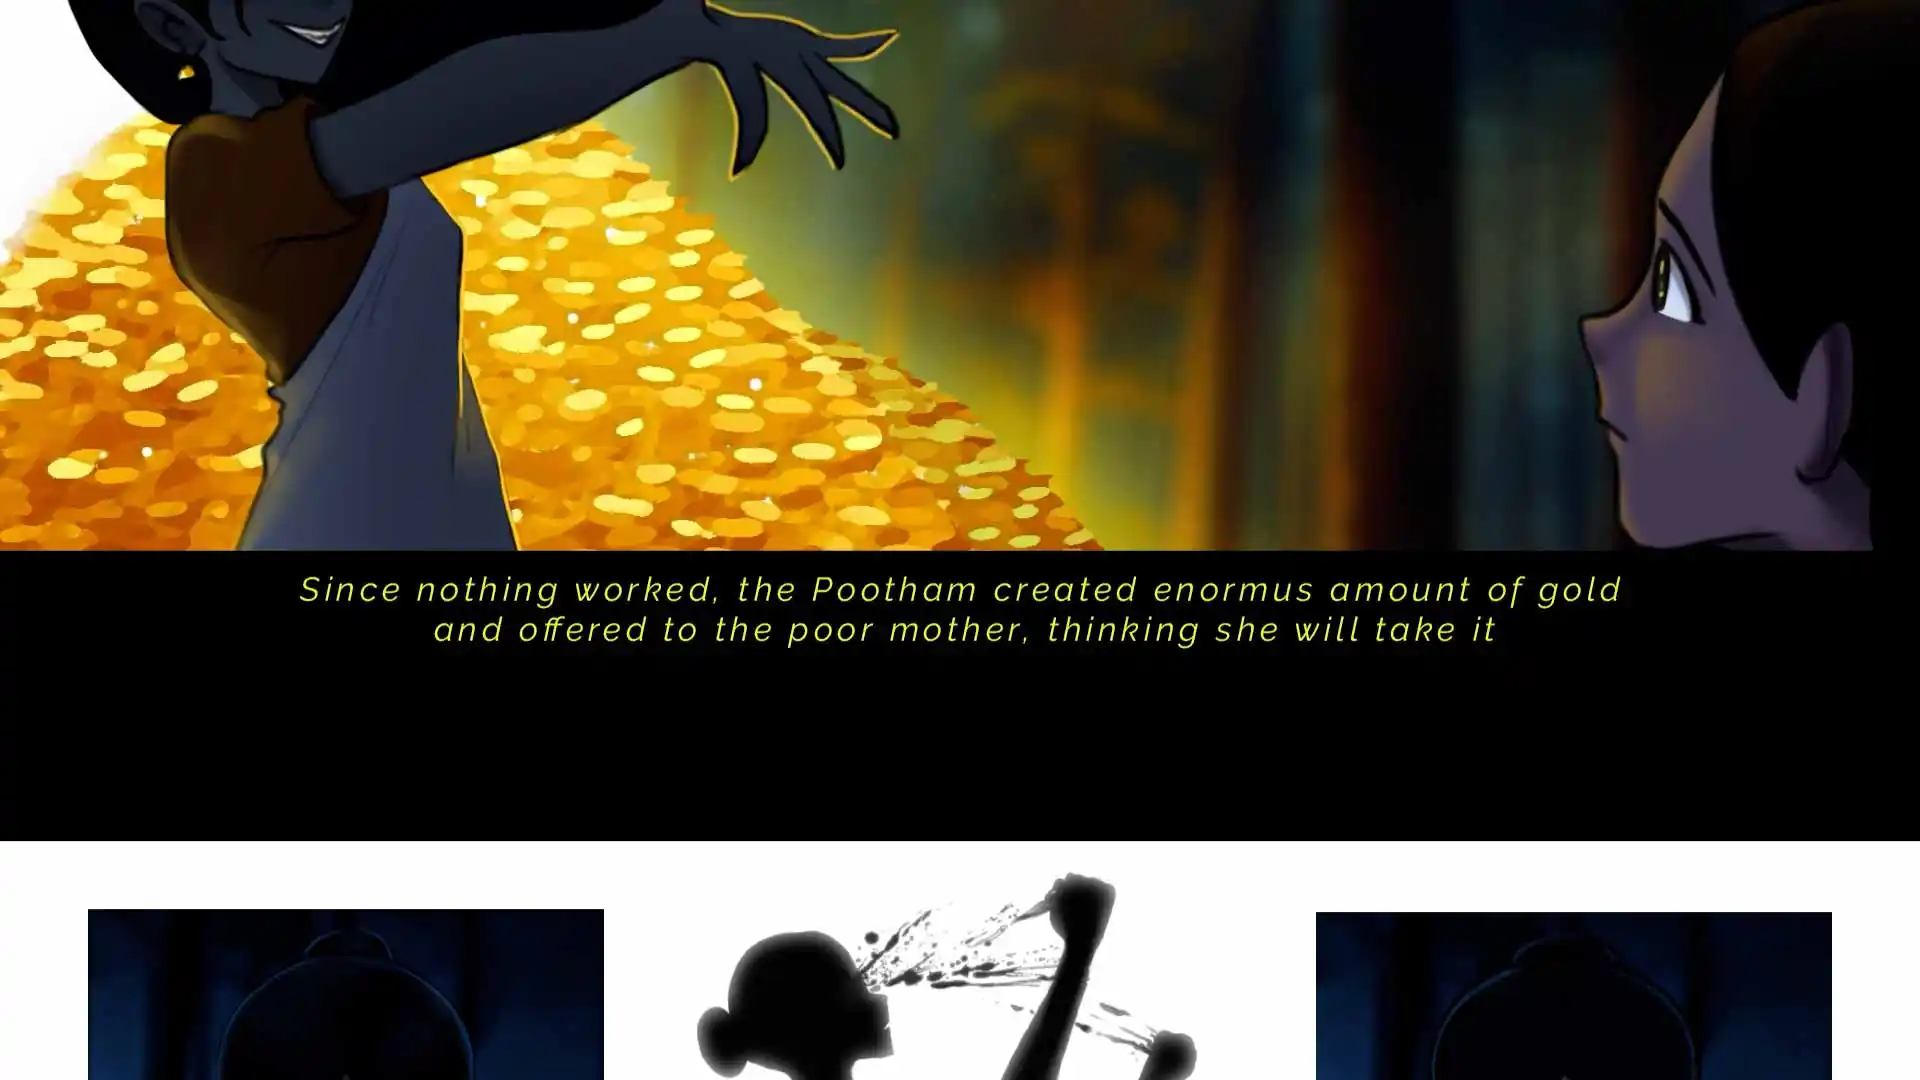 Since nothing worked, the Pootham created enormus amount of gold
and offered to the poor mother, thinking she will take it